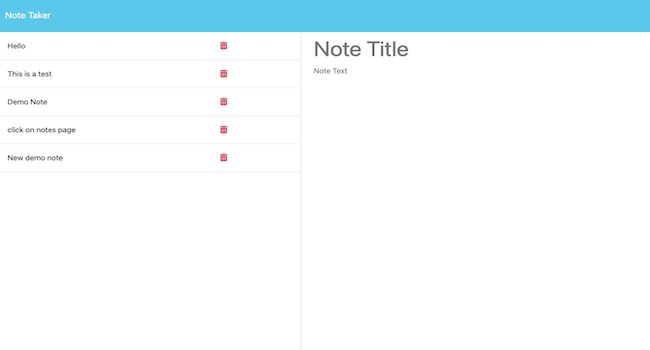 Note Taker
Hello
This is a test
Demo Note
click on notes page
New demo note
Note Title
Note Text